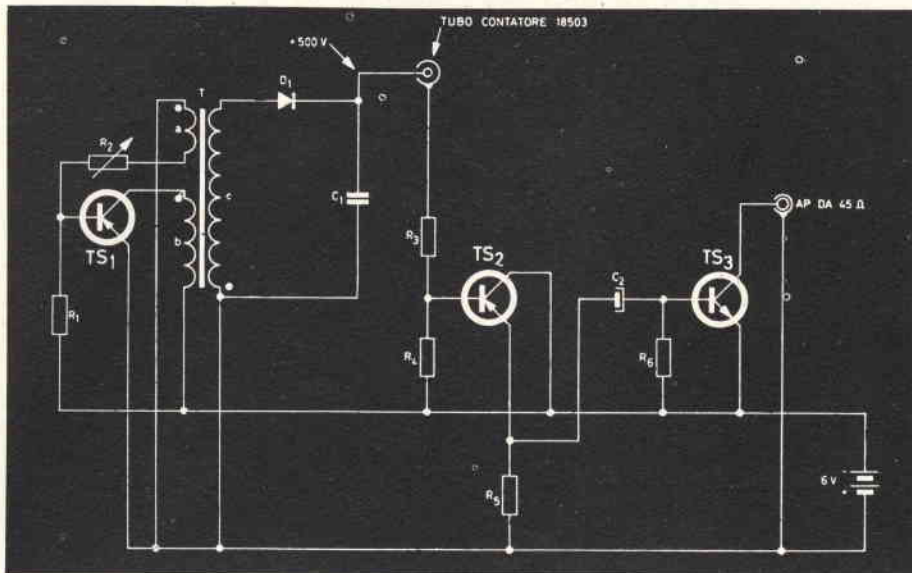 TUBO CONTATORE 18503
+500 V
T
D1
a
R2
C1
c
AP DA 45 Ω
TS1
b
R3
TS2
TS3
C2
R1
R4
R6
R5
6 V
-
+